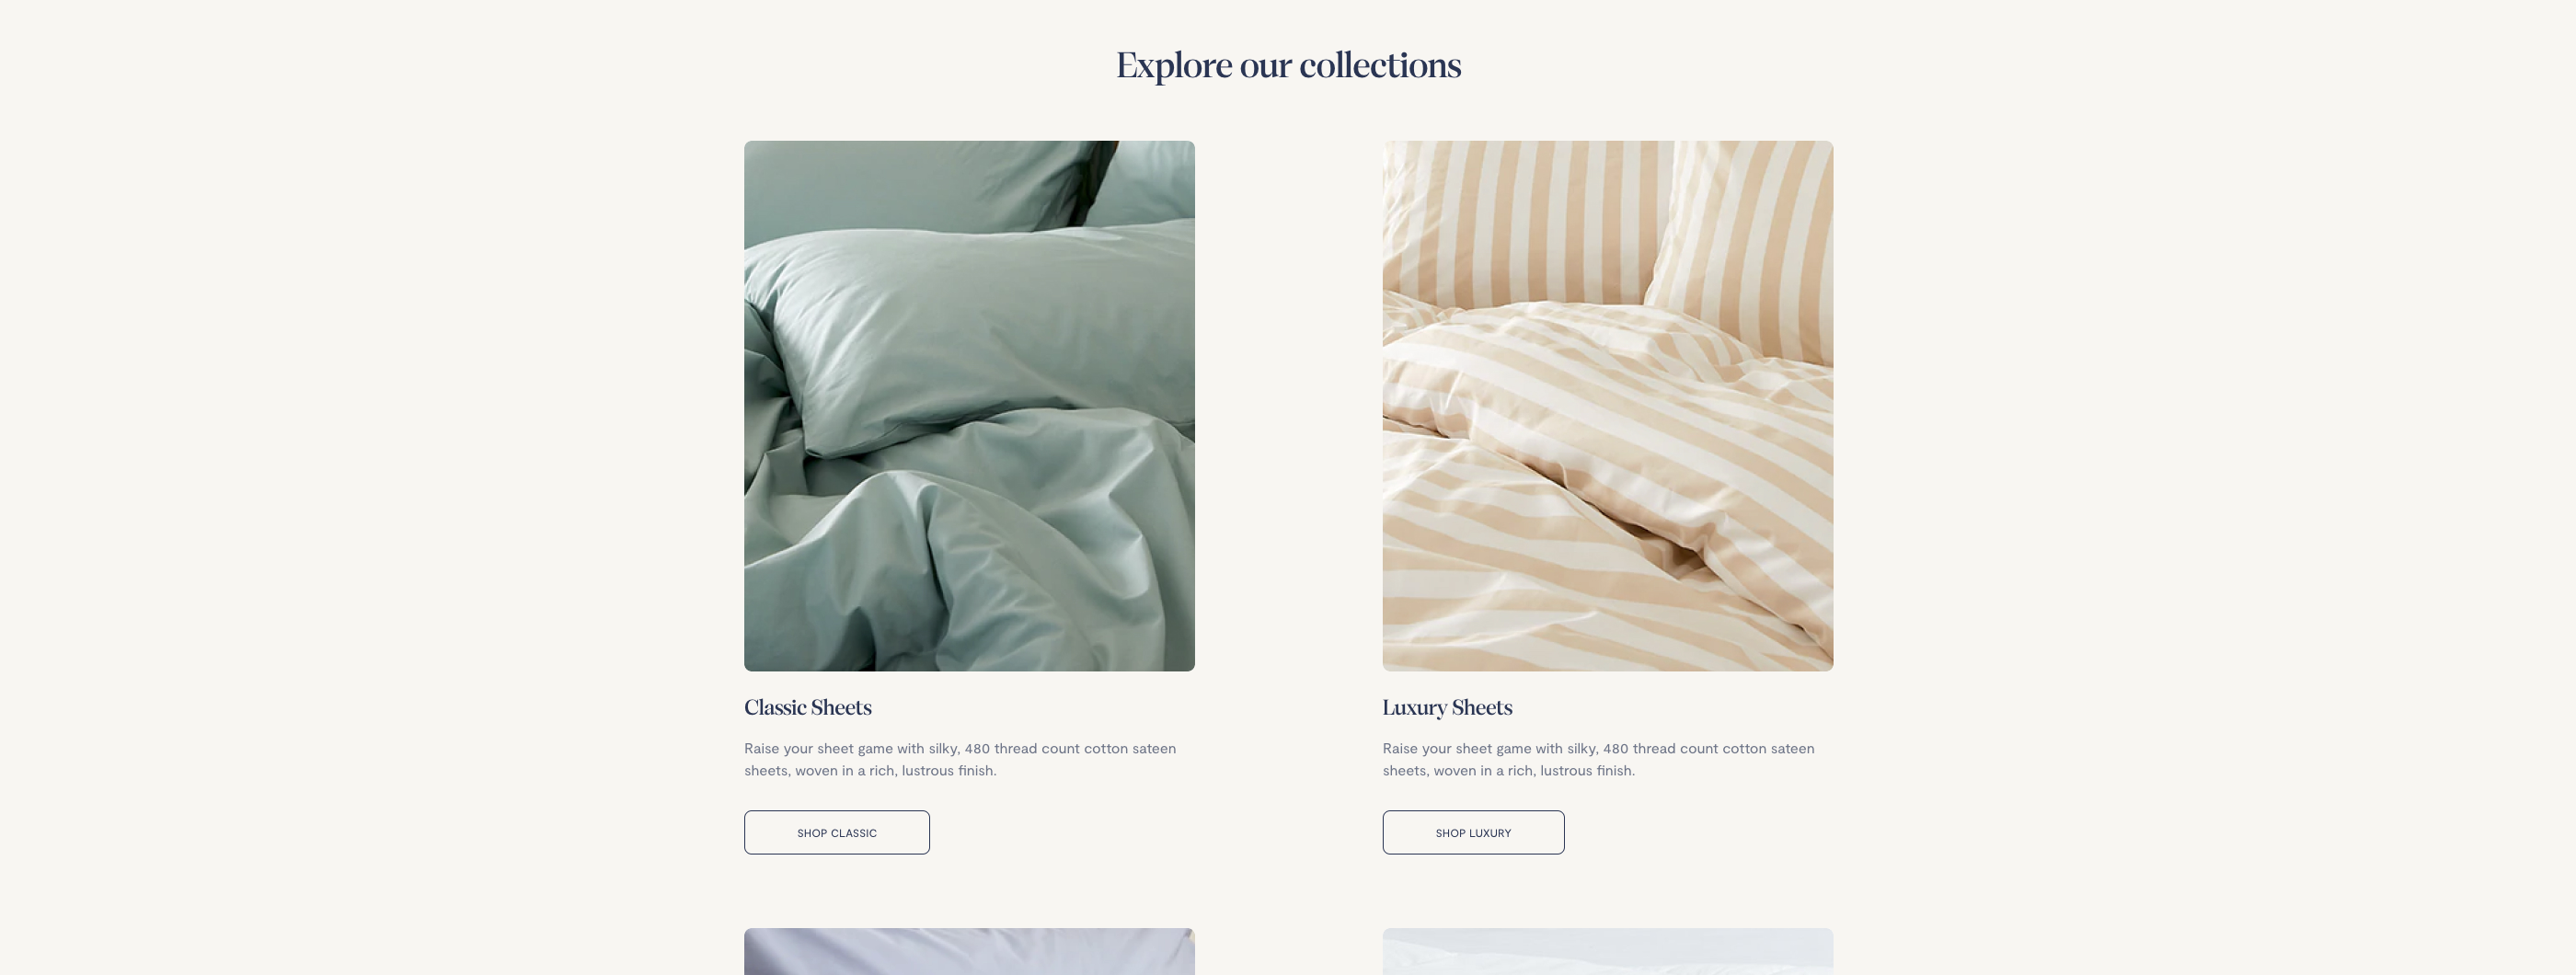 Explore our collections
Classic Sheets
Raise your sheet game with silky, 480 thread count cotton sateen
sheets, woven in a rich, lustrous finish.
SHOP CLASSIC
Luxury Sheets
Raise your sheet game with silky, 480 thread count cotton sateen
sheets, woven in a rich, lustrous finish.
SHOP LUXURY